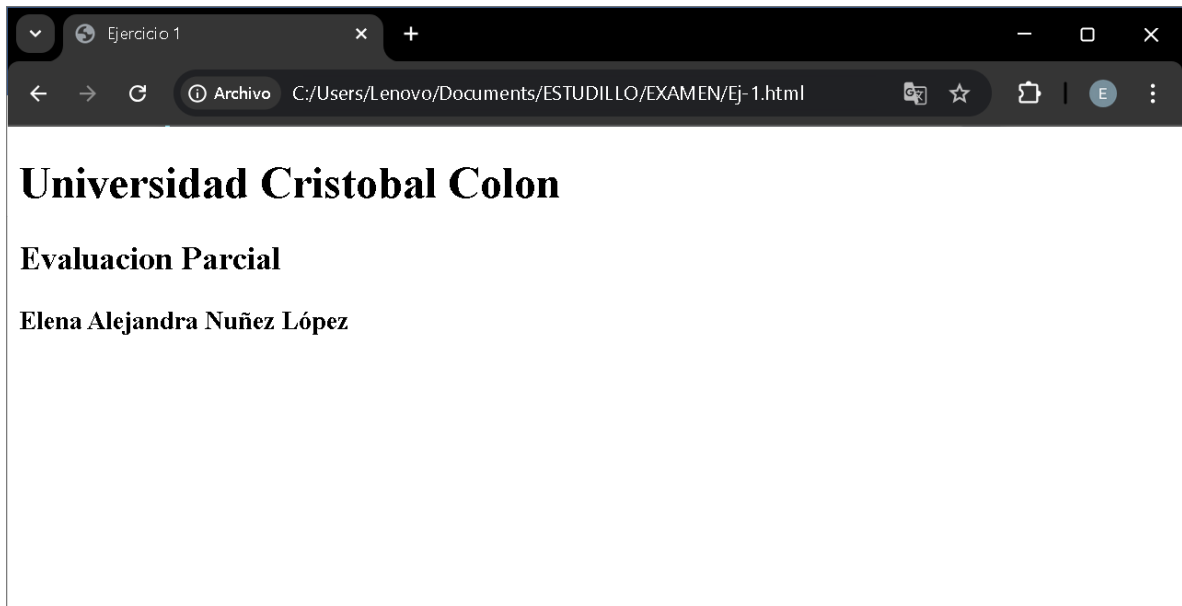 Ejercicio 1
Archivo C:/Users/Lenovo/Documents/ESTUDILLO/EXAMEN/Ej-1.html
E
Universidad Cristobal Colon
Evaluacion Parcial
Elena Alejandra Nuñez López